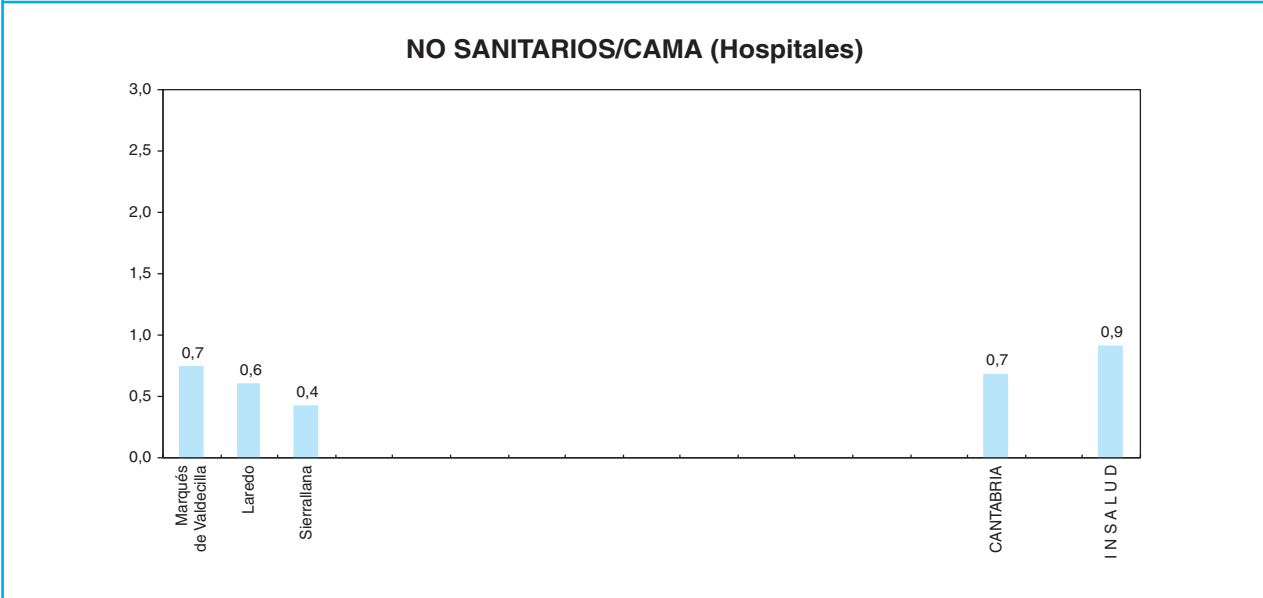 NO SANITARIOS/CAMA (Hospitales)
3,0
2,5
2,0
1,5
1,0
0,5
0,0
0,7
0,6
0,4
0,7
0,9
Marqués
de Valdecilla
Laredo
Sierrallana
CANTABRIA
I N S A L U D